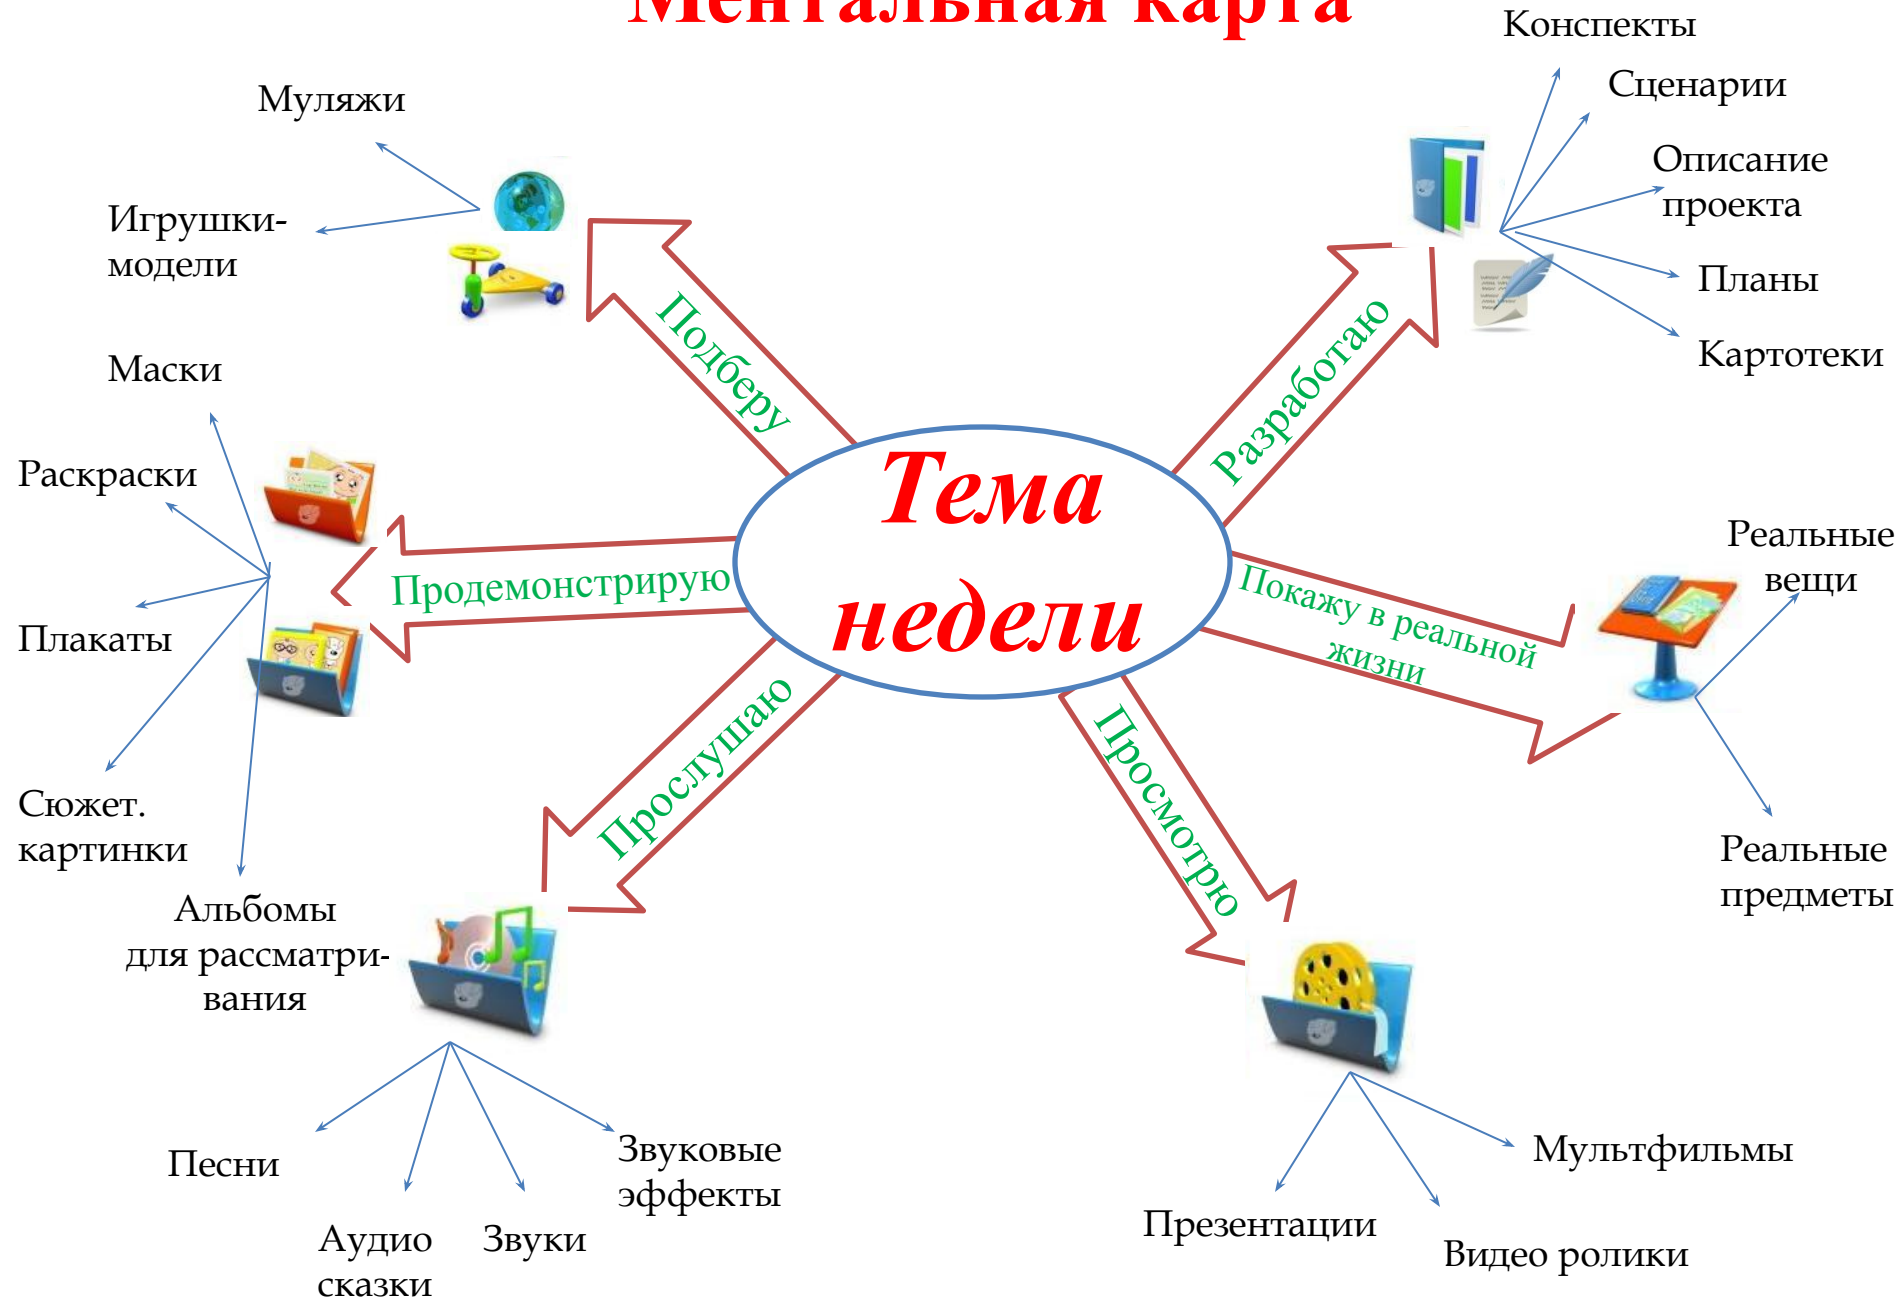 Ментальная карта
Конспекты
Сценарии
Описание
проекта
Планы
Картотеки
Муляжи
Игрушки-
модели
Подберу
Разработаю
Маски
Раскраски
Плакаты
Сюжет.
картинки
Альбомы
для рассматри-
вания
Продемонстрирую
Тема
недели
Покажу в реальной
жизни
Реальные
вещи
Реальные
предметы
Прослушаю
Просмотрю
Песни
Аудио
сказки
Звуки
Звуковые
эффекты
Презентации
Видео ролики
Мультфильмы